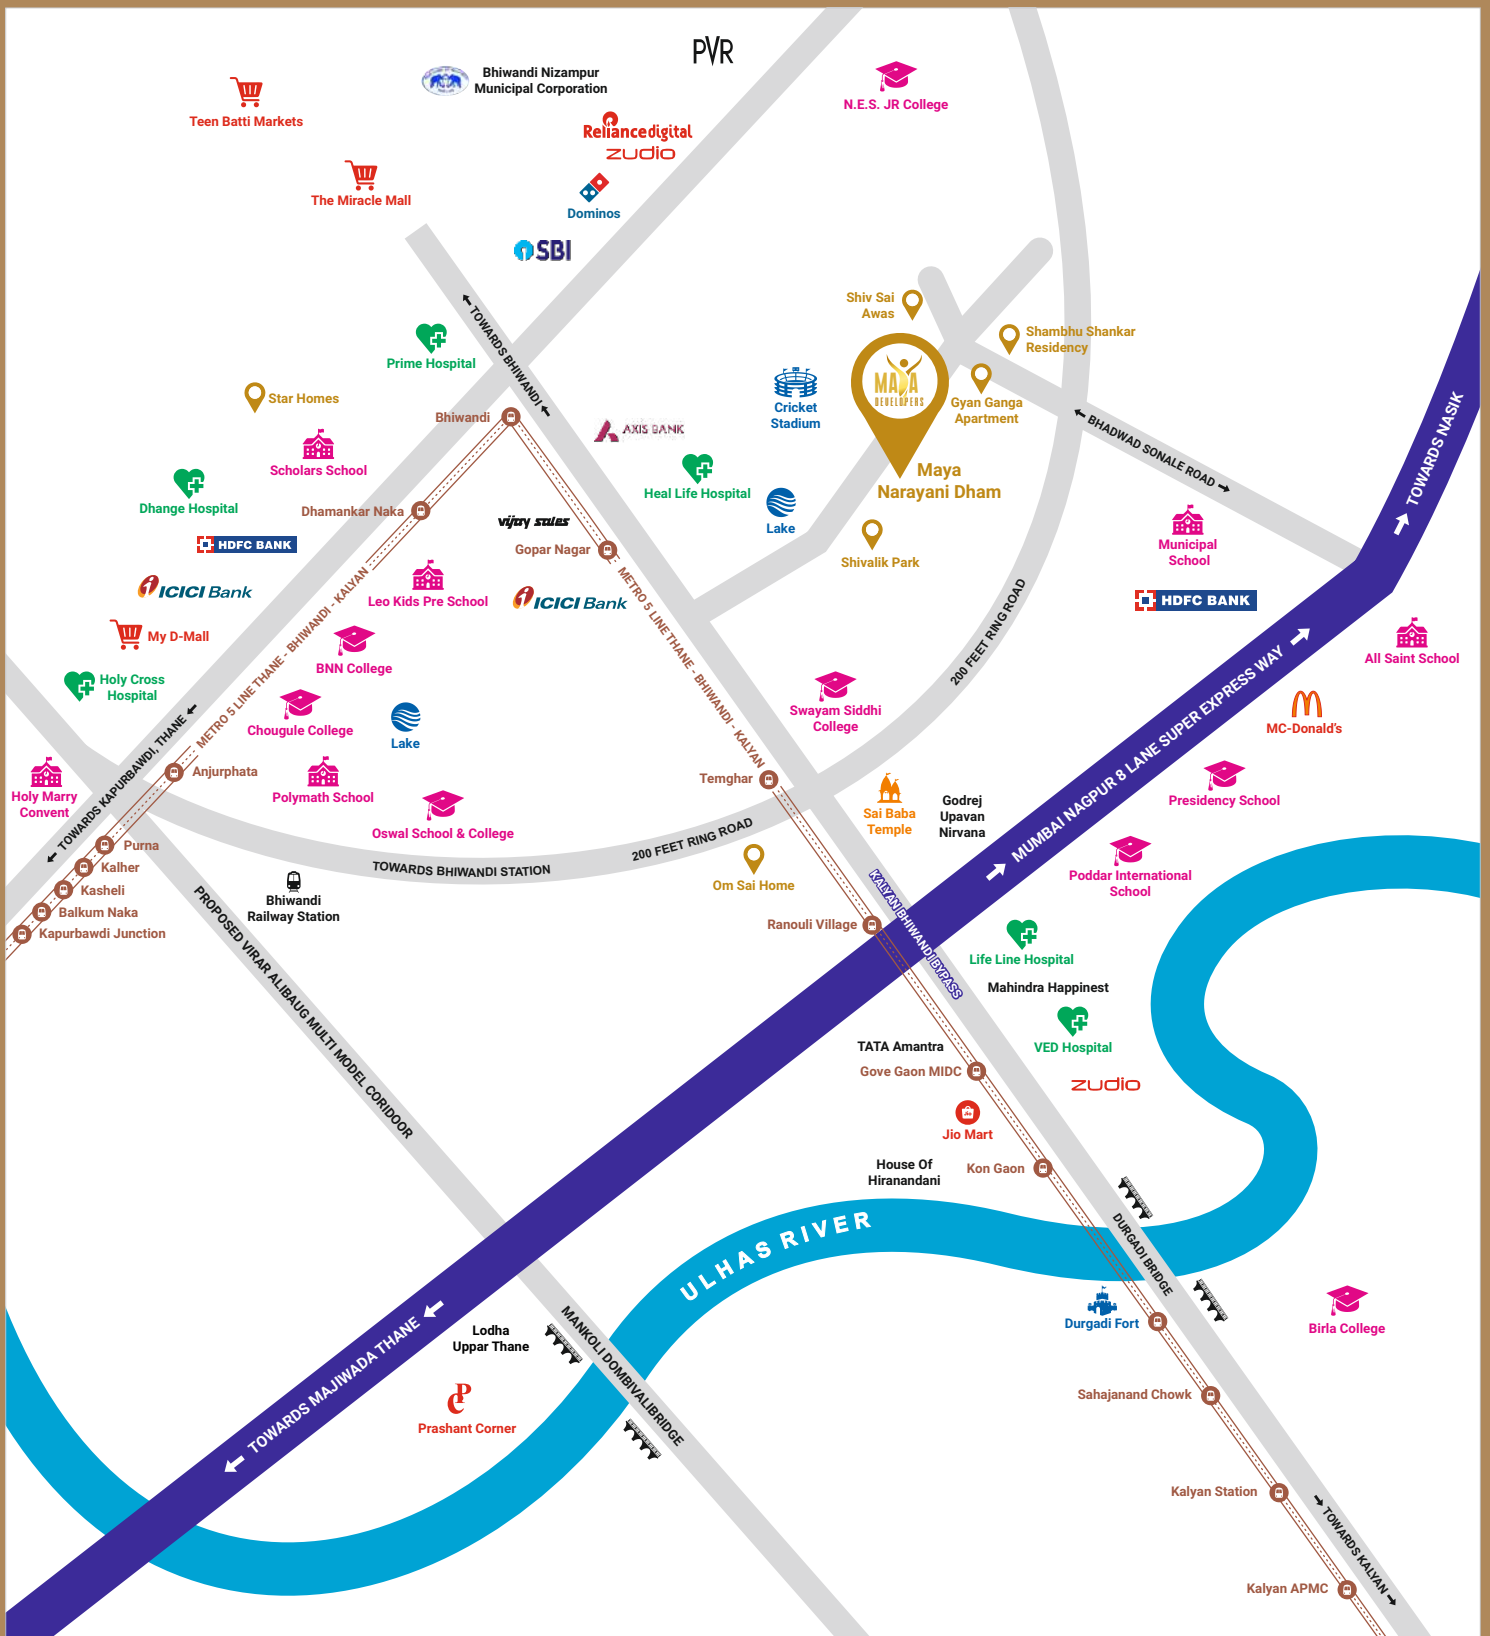 PVR
Bhiwandi Nizampur
Municipal Corporation
N.E.S. JR College
Teen Batti Markets
Reliance digital
ZUDIO
The Miracle Mall
Dominos
SBI
TOWARDS BHIWANDI
Shiv Sai
Awas
Shambhu Shankar
Residency
Prime Hospital
MAYA
DEVELOPERS
Star Homes
Cricket
Stadium
Gyan Ganga
Apartment
Bhiwandi
AXIS BANK
BHADWAD SONALE ROAD
TOWARDS NASIK
Scholars School
Maya
Narayani Dham
Heal Life Hospital
Dhange Hospital
Dhamankar Naka
vijay sales
Lake
HDFC BANK
Gopar Nagar
Shivalik Park
Municipal
School
ICICI Bank
Leo Kids Pre School
ICICI Bank
HDFC BANK
METRO 5 LINE THANE - BHIWANDI - KALYAN
METRO 5 LINE THANE - BHIWANDI - KALYAN
200 FEET RING ROAD
My D-Mall
BNN College
All Saint School
Holy Cross
Hospital
Swayam Siddhi
College
MUMBAI NAGPUR 8 LANE SUPER EXPRESS WAY
Chougule College
Lake
MC-Donald's
TOWARDS KAPURBAWDI, THANE
Anjurphata
Temghar
Holy Marry
Convent
Polymath School
Presidency School
Oswal School & College
Sai Baba
Temple
Godrej
Upavan
Nirvana
200 FEET RING ROAD
Purna
TOWARDS BHIWANDI STATION
Kalher
Om Sai Home
Poddar International
School
Kasheli
Bhiwandi
Railway Station
Balkum Naka
KALYAN BHIWANDI BYPASS
Ranouli Village
Kapurbawdi Junction
PROPOSED VIRAR ALIBAUG MULTI MODEL CORIDOOR
Life Line Hospital
Mahindra Happinest
TATA Amantra
VED Hospital
Gove Gaon MIDC
ZUDIO
Jio
Jio Mart
House Of
Hiranandani
Kon Gaon
ULHAS RIVER
DURGADI BRIDGE
Durgadi Fort
Birla College
Lodha
Uppar Thane
MANKOLI DOMBIVALIBRIDGE
TOWARDS MAJIWADA THANE
CP
Prashant Corner
Sahajanand Chowk
Kalyan Station
TOWARDS KALYAN
Kalyan APMC